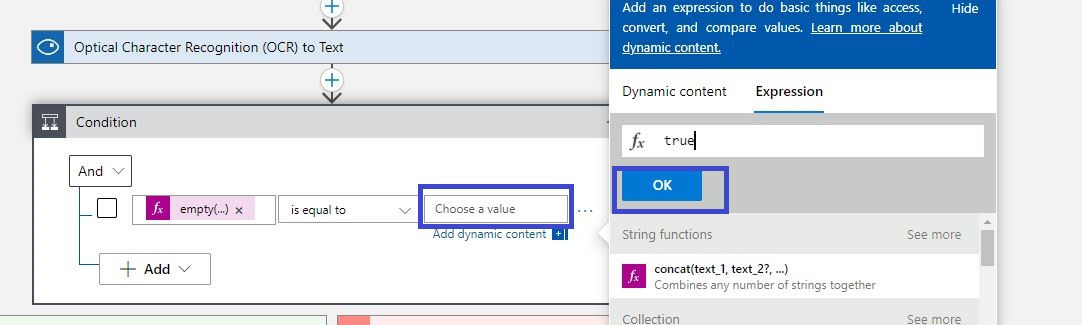 Optical Character Recognition (OCR) to Text
Condition
And
fx empty(...) ×
is equal to
Choose a value
...
Add dynamic content
Add
Add an expression to do basic things like access,
convert, and compare values. Learn more about
dynamic content.
Hide
Dynamic content
Expression
fx true
OK
String functions
See more
fx concat(text_1, text_2?, ...)
Combines any number of strings together
Collection
See more